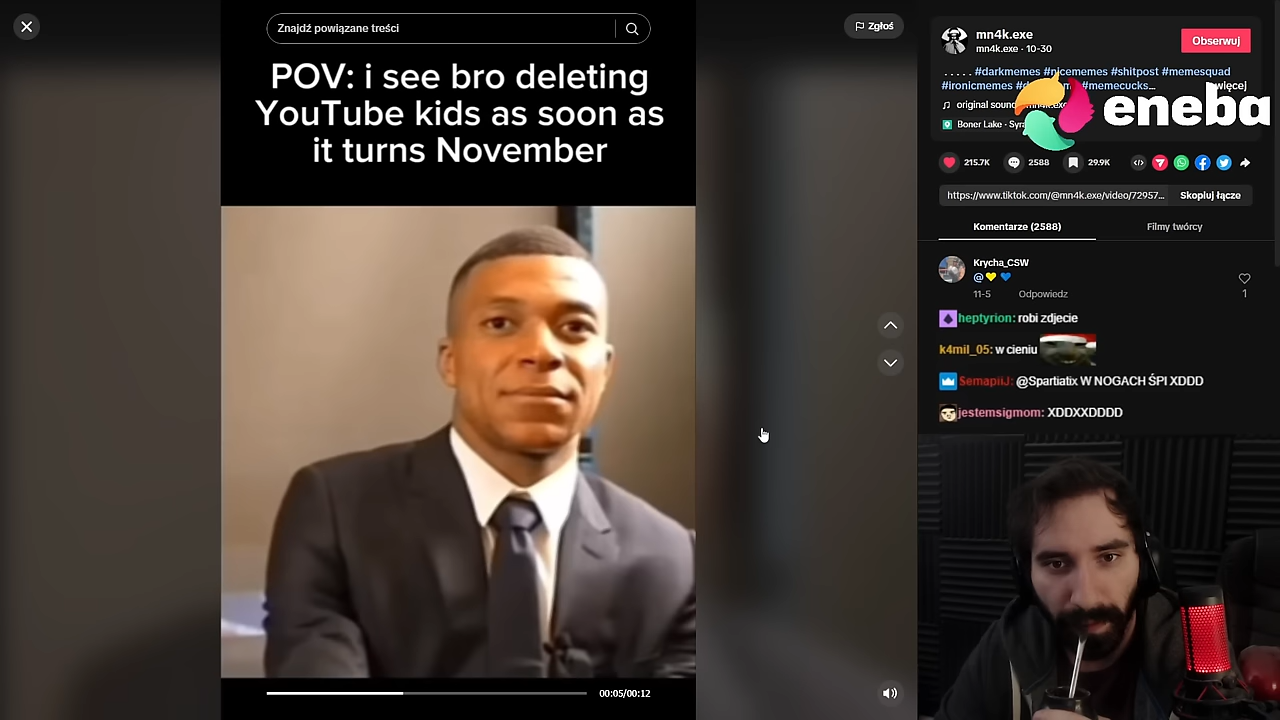 Znajdź powiązane treści
Zgłoś
POV: i see bro deleting
YouTube kids as soon as
it turns November
00:05/00:12
mn4k.exe
mn4k.exe · 10-30
Obserwuj
..... #darkmemes #nicememes #shitpost #memesquad
#ironicmemes #memecucks...
więcej
original sound
eneba
Boner Lake - Syra
215.7K
2588
29.9K
https://www.tiktok.com/@mn4k.exe/video/72957...
Skopiuj łącze
Komentarze (2588)
Filmy twórcy
Krycha_CSW
@💛💙
11-5
Odpowiedz
1
heptyrion: robi zdjecie
k4mil_05: w cieniu
SemapiiJ: @Spartiatix W NOGACH ŚPI XDDD
jestemsigmom: XDDXXDDDD